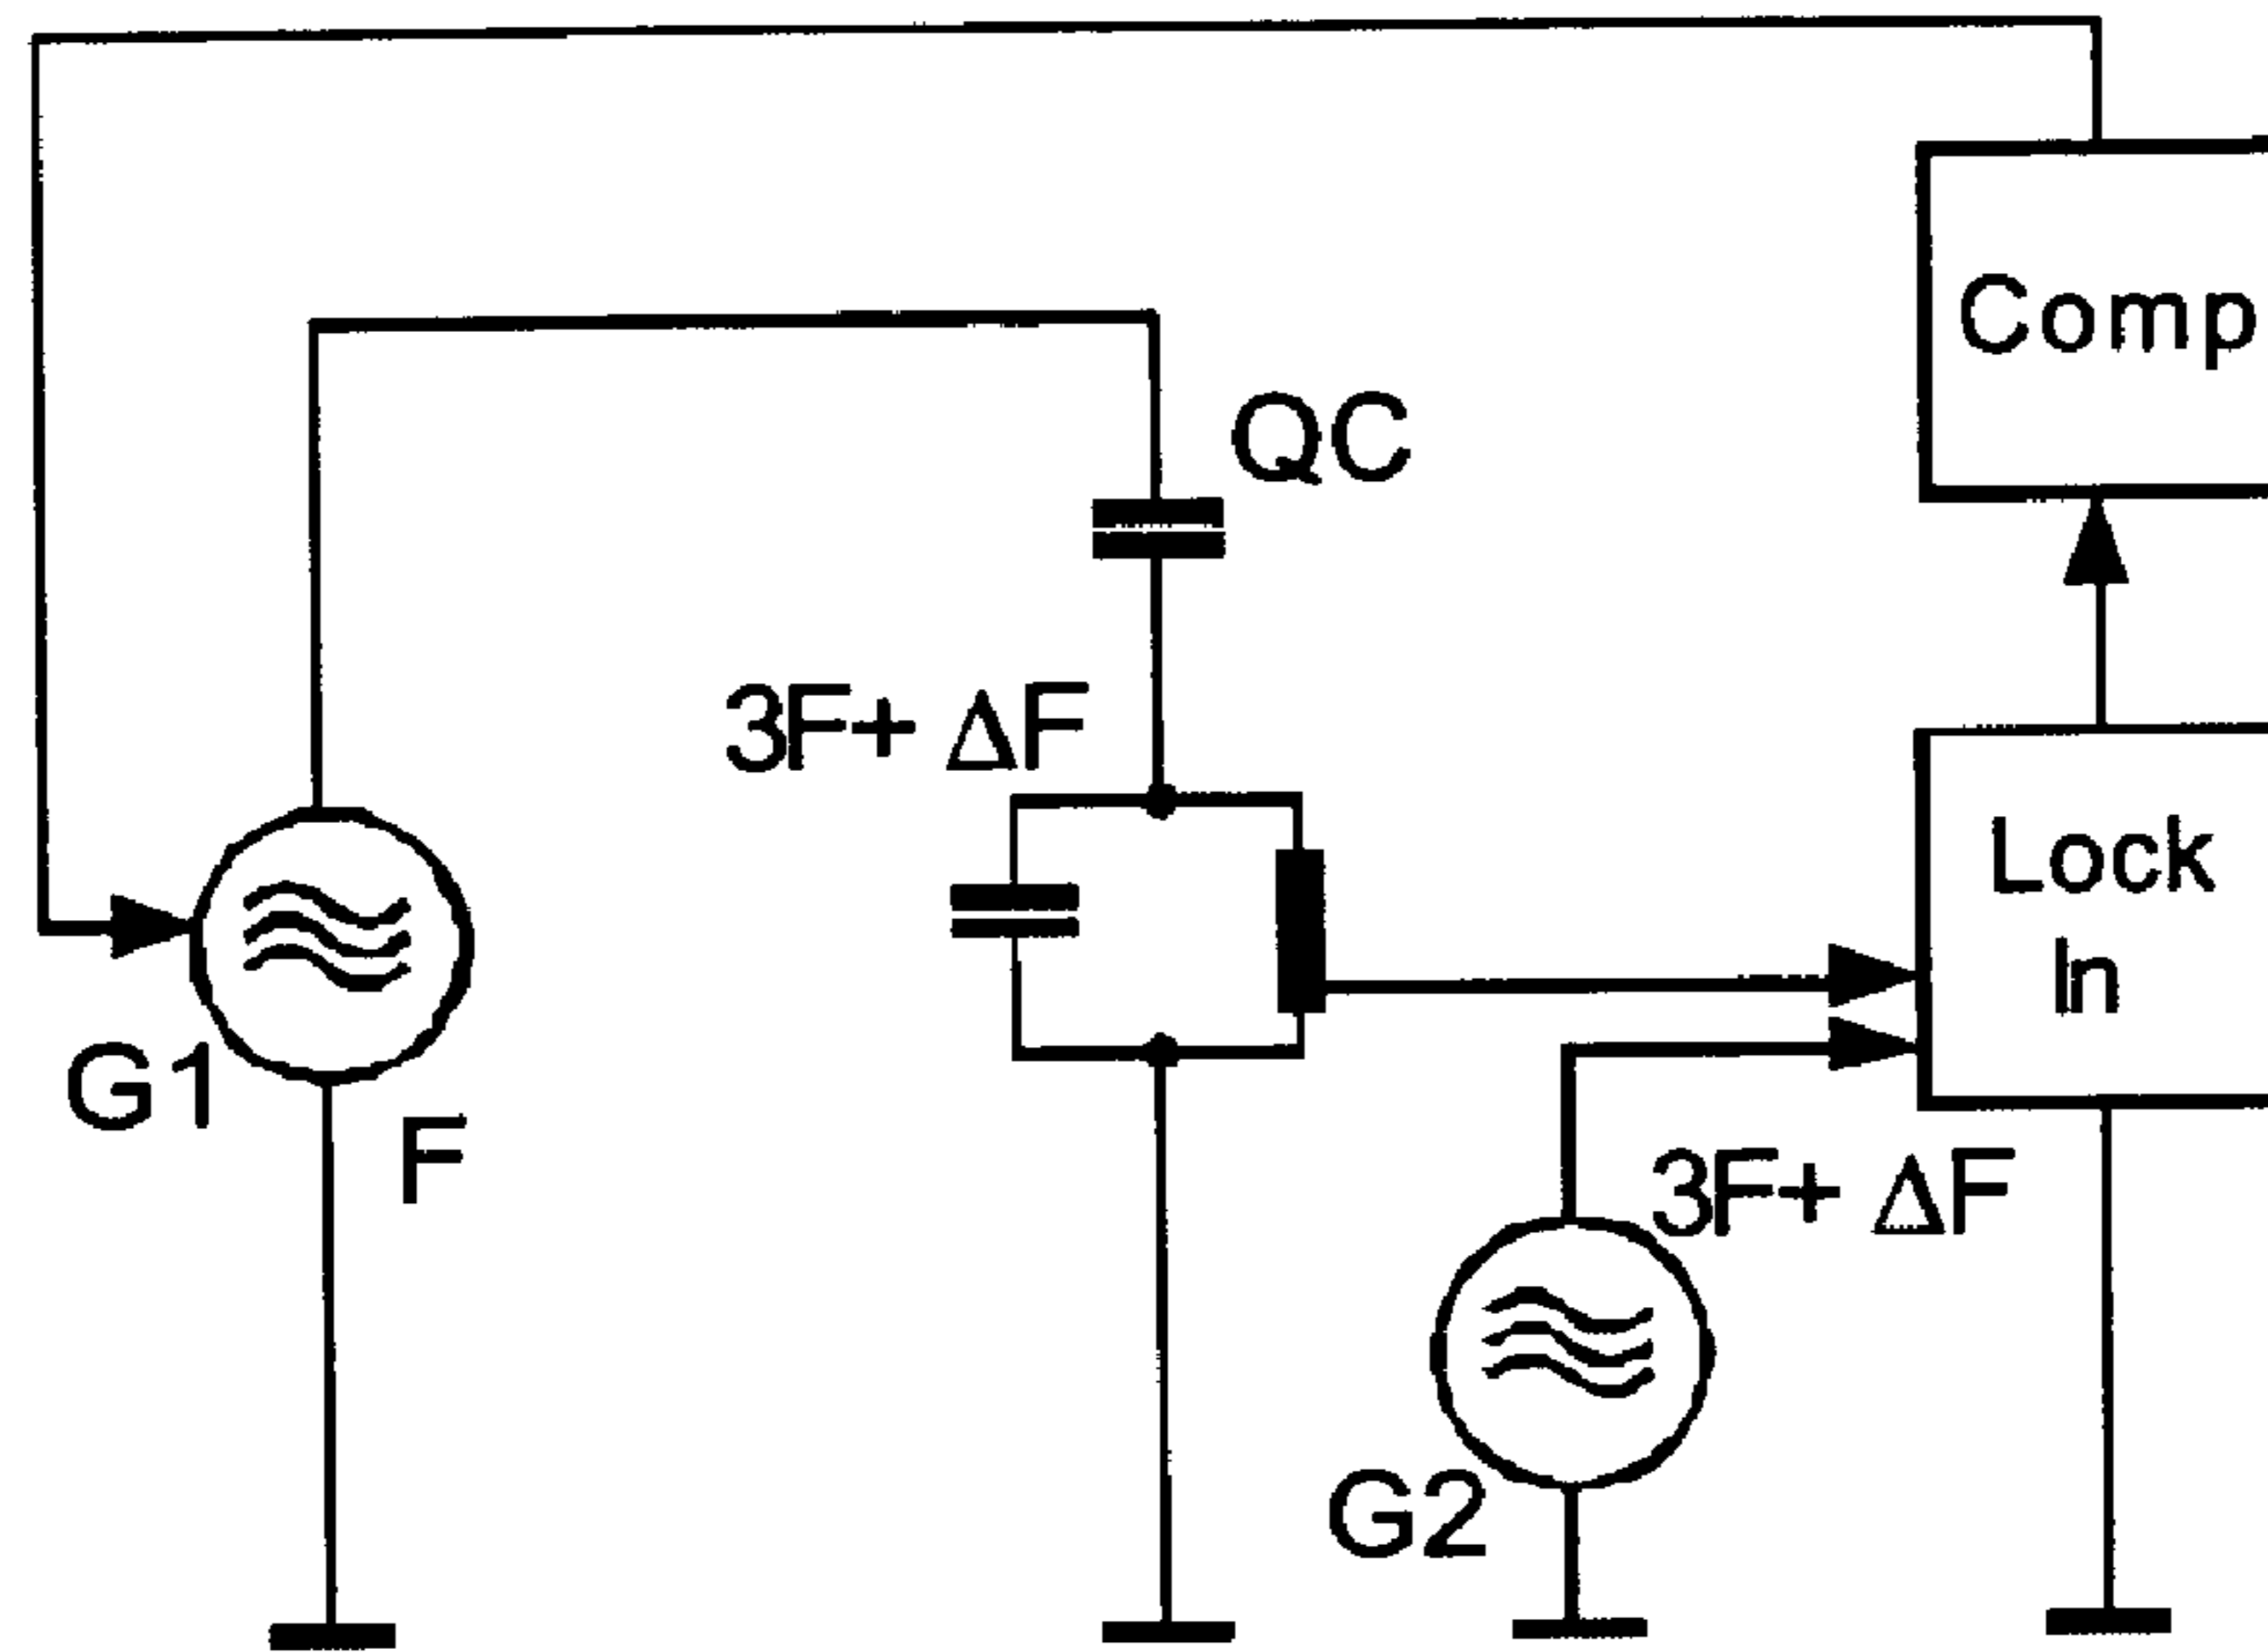 Comp
QC
3F+ ΔF
Lock
In
G1
F
3F+ ΔF
G2